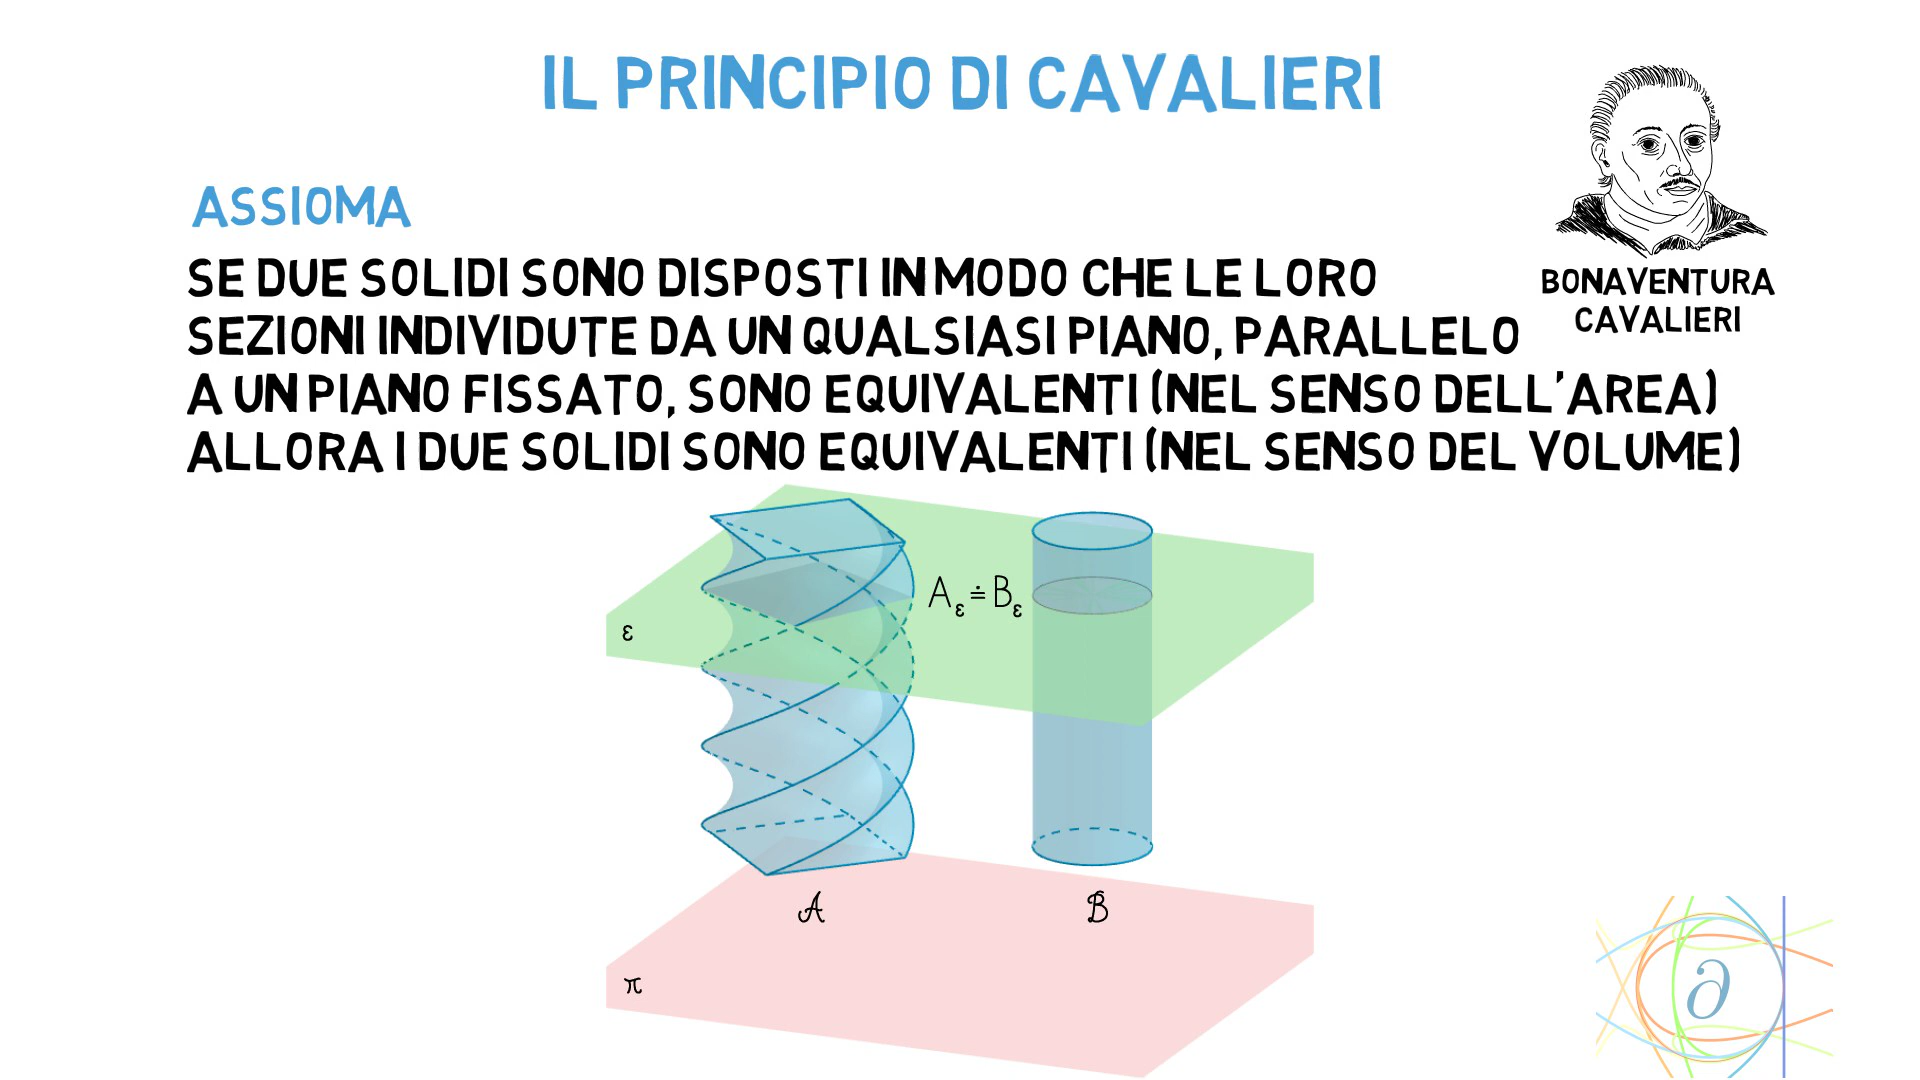 IL PRINCIPIO DI CAVALIERI
ASSIOMA
SE DUE SOLIDI SONO DISPOSTI IN MODO CHE LE LORO
SEZIONI INDIVIDUTE DA UN QUALSIASI PIANO, PARALLELO
A UN PIANO FISSATO, SONO EQUIVALENTI (NEL SENSO DELL'AREA)
ALLORA I DUE SOLIDI SONO EQUIVALENTI (NEL SENSO DEL VOLUME)
BONAVENTURA
CAVALIERI
A_ε ≐ B_ε
ε
A
B
π
∂